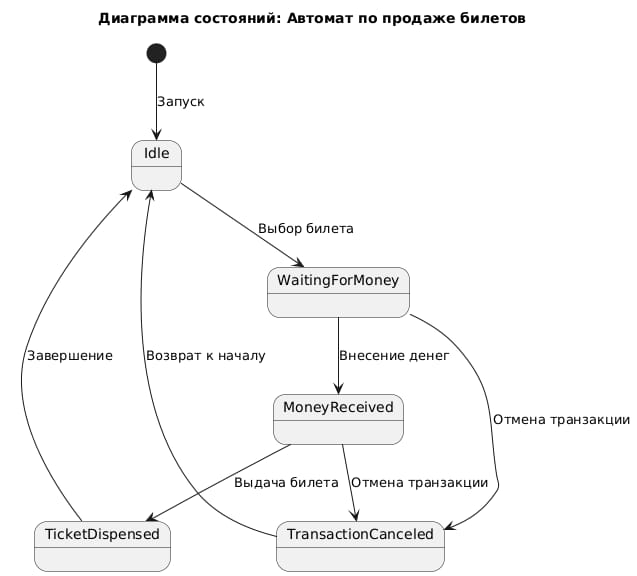 Диаграмма состояний: Автомат по продаже билетов
Запуск
Idle
Выбор билета
WaitingForMoney
Завершение
Возврат к началу
Внесение денег
MoneyReceived
Отмена транзакции
Выдача билета
Отмена транзакции
TicketDispensed
TransactionCanceled